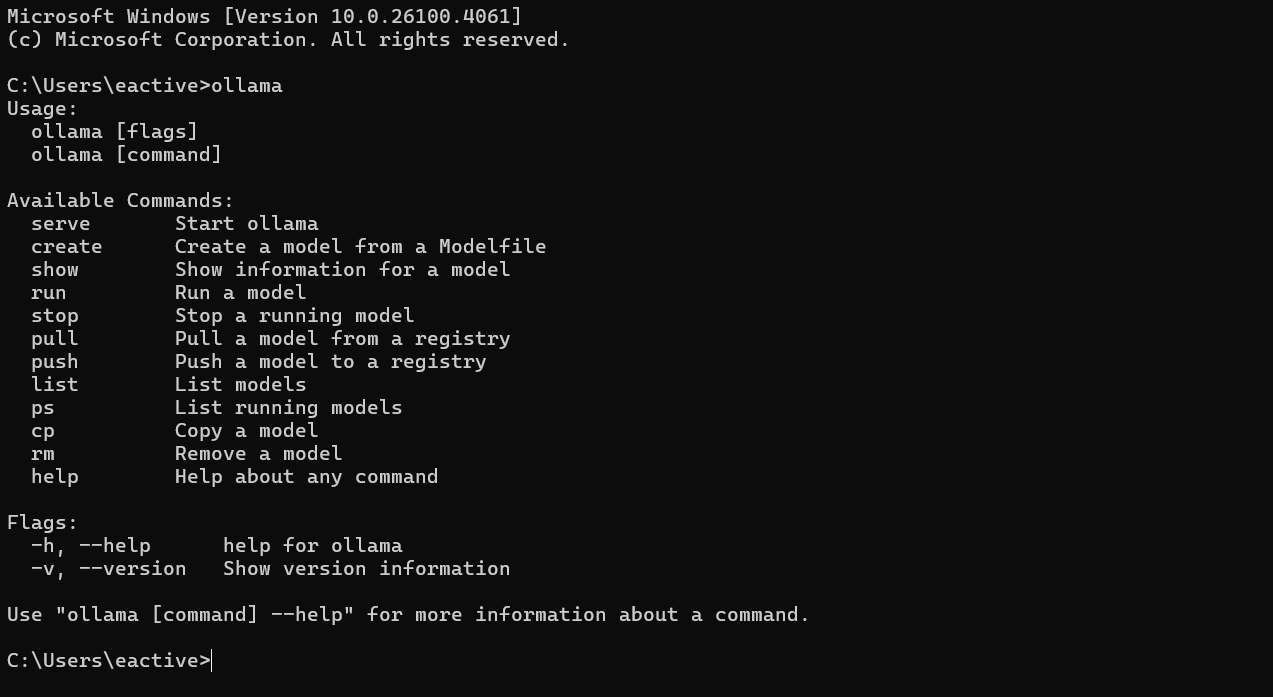 Microsoft Windows [Version 10.0.26100.4061]
(c) Microsoft Corporation. All rights reserved.

C:\Users\eactive>ollama
Usage:
  ollama [flags]
  ollama [command]

Available Commands:
  serve       Start ollama
  create      Create a model from a Modelfile
  show        Show information for a model
  run         Run a model
  stop        Stop a running model
  pull        Pull a model from a registry
  push        Push a model to a registry
  list        List models
  ps          List running models
  cp          Copy a model
  rm          Remove a model
  help        Help about any command

Flags:
  -h, --help      help for ollama
  -v, --version   Show version information

Use "ollama [command] --help" for more information about a command.

C:\Users\eactive>